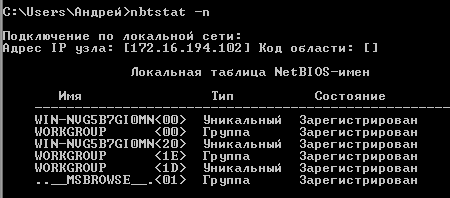 C:\Users\Андрей>nbtstat -n
Подключение по локальной сети:
Адрес IP узла: [172.16.194.102] Код области: []
Локальная таблица NetBIOS-имен
Имя Тип Состояние
WIN-NVG5B7GI0MN<00> Уникальный Зарегистрирован
WORKGROUP <00> Группа Зарегистрирован
WIN-NVG5B7GI0MN<20> Уникальный Зарегистрирован
WORKGROUP <1E> Группа Зарегистрирован
WORKGROUP <1D> Уникальный Зарегистрирован
..__MSBROWSE__.<01> Группа Зарегистрирован